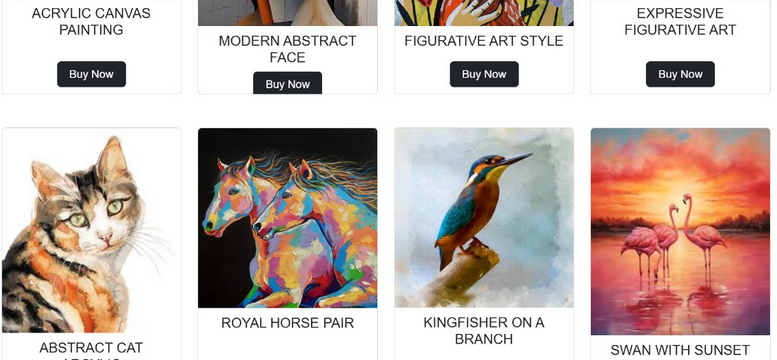 ACRYLIC CANVAS
PAINTING
Buy Now
MODERN ABSTRACT
FACE
Buy Now
FIGURATIVE ART STYLE
Buy Now
EXPRESSIVE
FIGURATIVE ART
Buy Now
ABSTRACT CAT
ROYAL HORSE PAIR
KINGFISHER ON A
BRANCH
SWAN WITH SUNSET